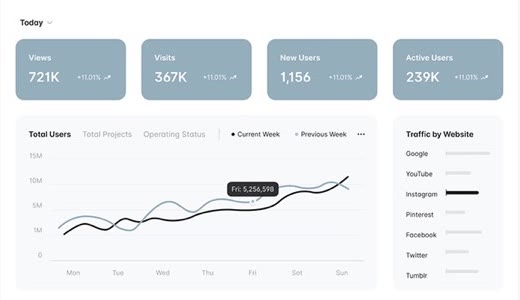 Today
Views
721K +11.01%
Visits
367K +11.01%
New Users
1,156 +11.01%
Active Users
239K +11.01%
Total Users Total Projects Operating Status Current Week Previous Week
15M
10M
5M
1M
0
Fri: 5,256,598
Mon Tue Wed Thu Fri Sat Sun
Traffic by Website
Google
YouTube
Instagram
Pinterest
Facebook
Twitter
Tumblr